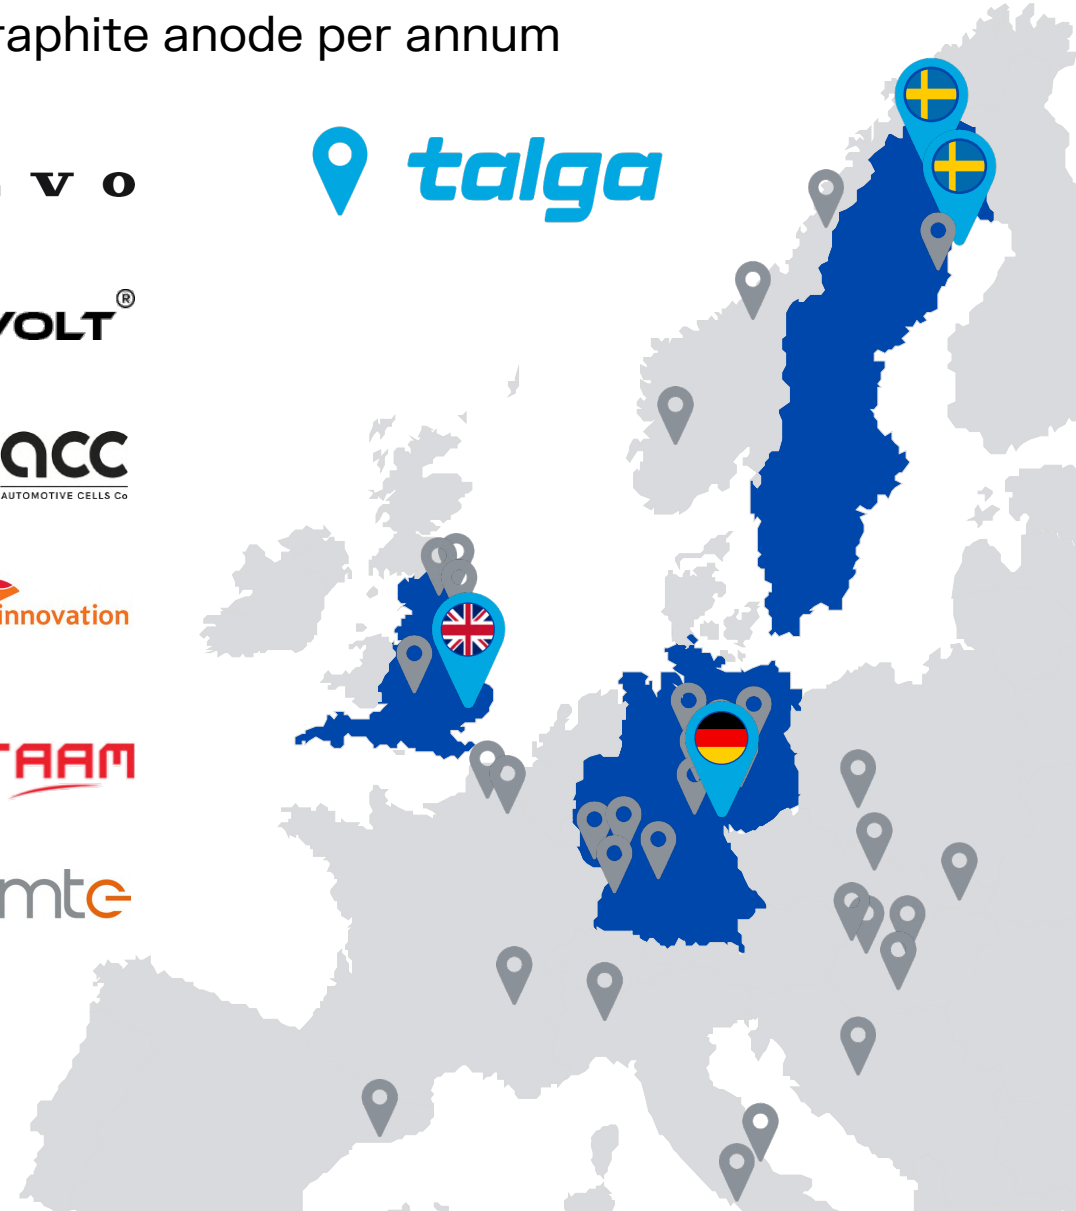 raphite anode per annum
talga
v o
VOLT®
acc
AUTOMOTIVE CELLS Co
innovation
TAAM
mte